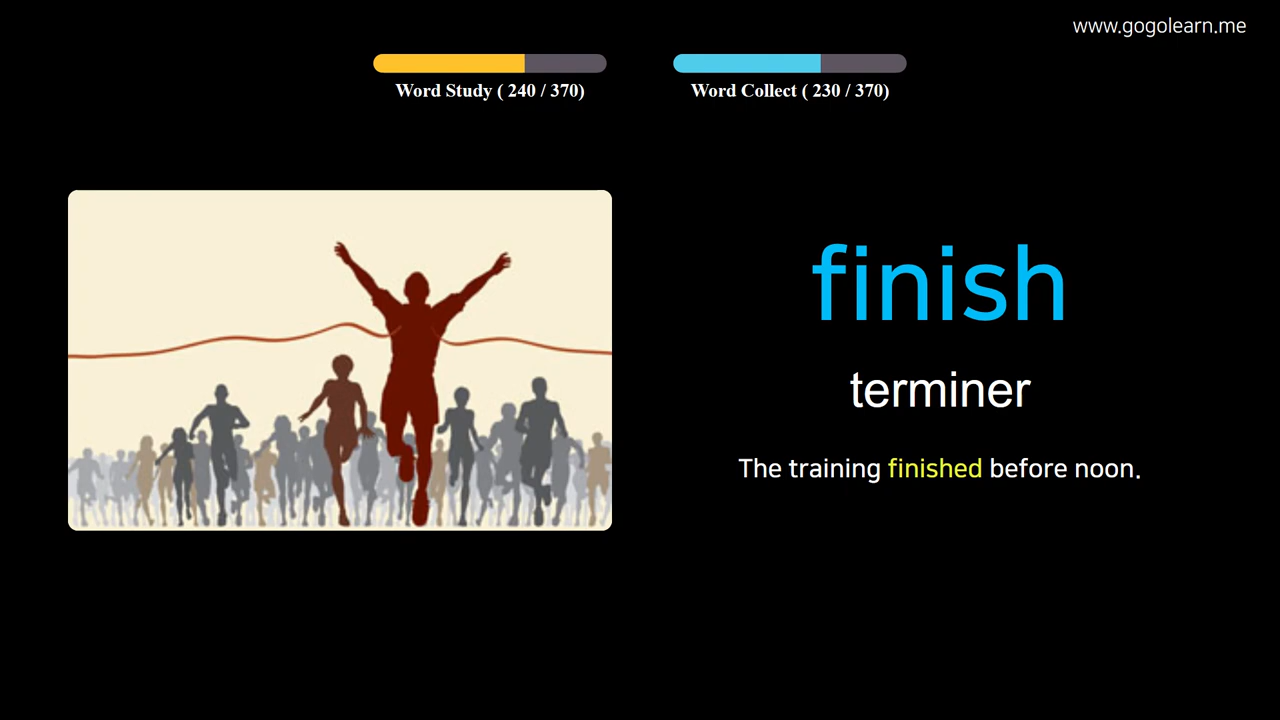 www.gogolearn.me
Word Study ( 240 / 370)
Word Collect ( 230 / 370)
finish
terminer
The training finished before noon.